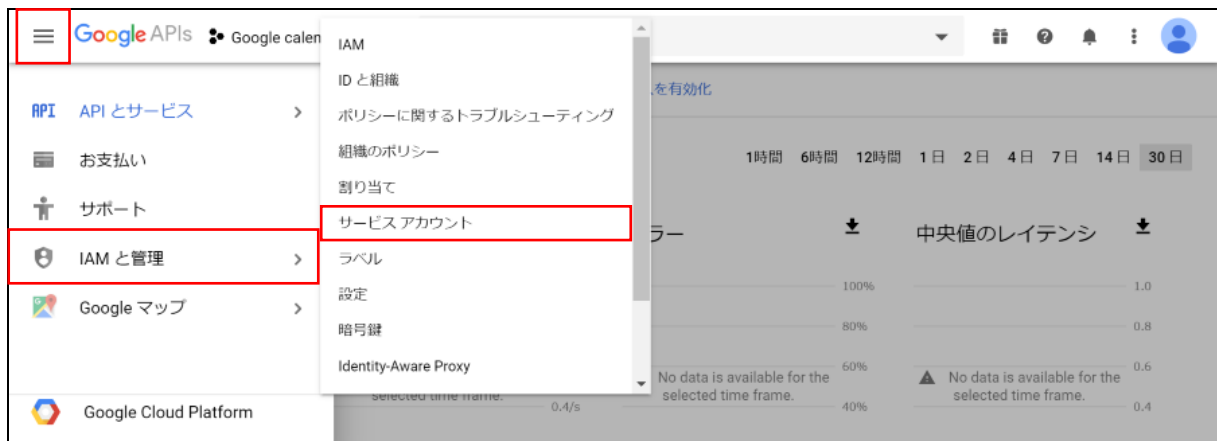 Google APIs Google calen
IAM
ID と組織
ポリシーに関するトラブルシューティング
組織のポリシー
割り当て
サービス アカウント
ラベル
設定
暗号鍵
Identity-Aware Proxy
API API とサービス
お支払い
サポート
IAM と管理
Google マップ
Google Cloud Platform
を有効化
1時間 6時間 12時間 1日 2日 4日 7日 14日 30日
ラー
100%
80%
60%
40%
No data is available for the
selected time frame.
selected time frame.
0.4/s
中央値のレイテンシ
1.0
0.8
0.6
0.4
No data is available for the
selected time frame.